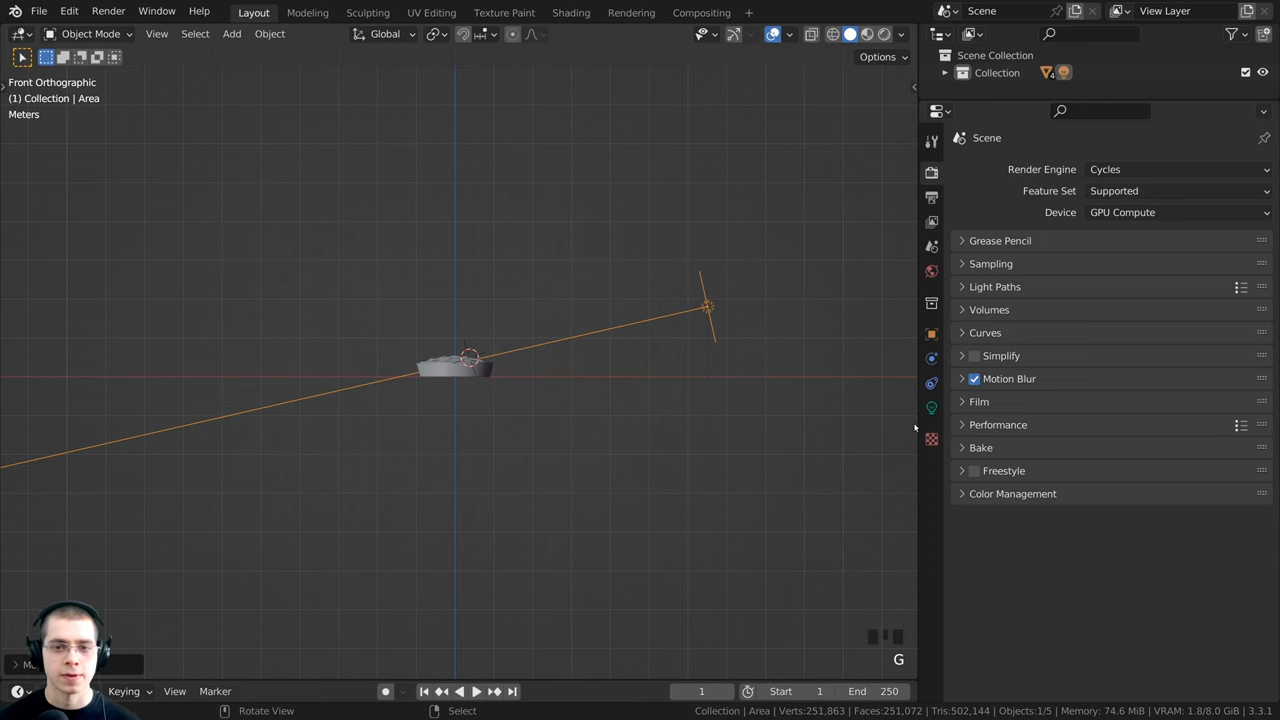 File Edit Render Window Help
Layout Modeling Sculpting UV Editing Texture Paint Shading Rendering Compositing +
Scene
View Layer
Object Mode View Select Add Object
Global
Options
Front Orthographic
(1) Collection | Area
Meters
Scene Collection
Collection
4
Scene
Render Engine Cycles
Feature Set Supported
Device GPU Compute
Grease Pencil
Sampling
Light Paths
Volumes
Curves
Simplify
Motion Blur
Film
Performance
Bake
Freestyle
Color Management
G
Keying View Marker
1
Start 1
End 250
Rotate View
Select
Collection | Area | Verts:251,863 | Faces:251,072 | Tris:502,144 | Objects:1/5 | Memory: 74.6 MiB | VRAM: 1.8/8.0 GiB | 3.3.1